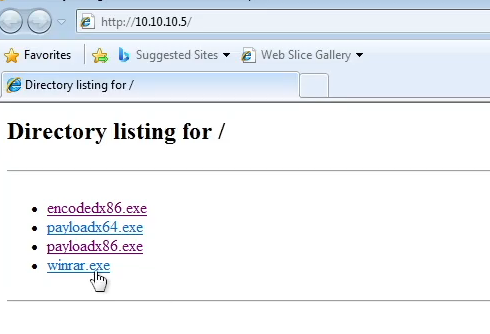 http://10.10.10.5/
Favorites Suggested Sites Web Slice Gallery
Directory listing for /
Directory listing for /
encodedx86.exe
payloadx64.exe
payloadx86.exe
winrar.exe